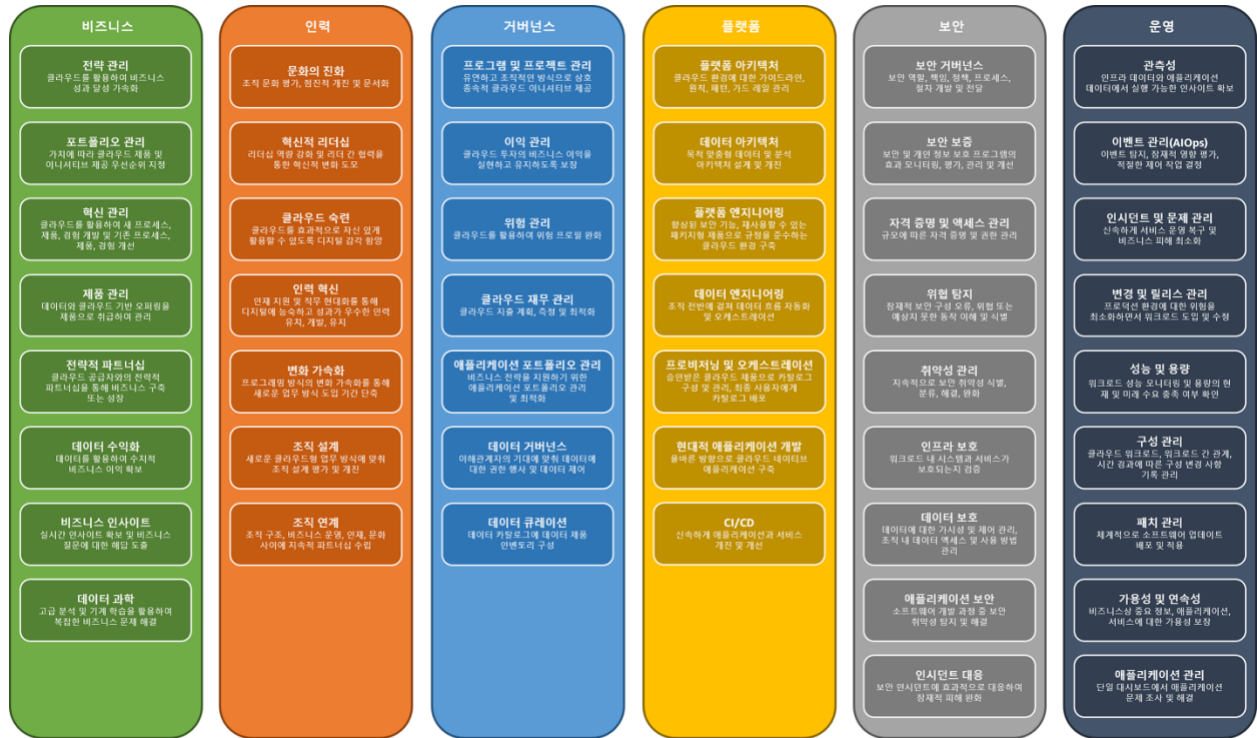 비즈니스
전략 관리
클라우드를 활용하여 비즈니스
성과 달성 가속화
포트폴리오 관리
가치에 따라 클라우드 제품 및
이니셔티브 제공 우선순위 지정
혁신 관리
클라우드를 활용하여 새 프로세스,
제품, 경험 개발 및 기존 프로세스,
제품, 경험 개선
제품 관리
데이터와 클라우드 기반 오퍼링을
제품으로 취급하여 관리
전략적 파트너십
클라우드 공급자와의 전략적
파트너십을 통해 비즈니스 구축
또는 성장
데이터 수익화
데이터를 활용하여 수치적
비즈니스 이익 확보
비즈니스 인사이트
실시간 인사이트 확보 및 비즈니스
질문에 대한 해답 도출
데이터 과학
고급 분석 및 기계 학습을 활용하여
복잡한 비즈니스 문제 해결
인력
문화의 진화
조직 문화 평가, 점진적 개선 및 문서화
혁신적 리더십
리더십 역량 강화 및 리더 간 협력을
통한 혁신적 변화 도모
클라우드 숙련
클라우드를 효과적으로 자신 있게
활용할 수 있도록 디지털 감각 함양
인력 혁신
인재 지원 및 직무 현대화를 통해
디지털에 능숙하고 성과가 우수한 인력
유치, 개발, 유지
변화 가속화
프로그래밍 방식의 변화 가속화를 통해
새로운 업무 방식 도입 기간 단축
조직 설계
새로운 클라우드형 업무 방식에 맞춰
조직 설계 평가 및 개진
조직 연계
조직 구조, 비즈니스 운영, 인재, 문화
사이에 지속적 파트너십 수립
거버넌스
프로그램 및 프로젝트 관리
유연하고 조직적인 방식으로 상호
종속적 클라우드 이니셔티브 제공
이익 관리
클라우드 투자의 비즈니스 이익을
실현하고 유지하도록 보장
위험 관리
클라우드를 활용하여 위험 프로필 완화
클라우드 재무 관리
클라우드 지출 계획, 측정 및 최적화
애플리케이션 포트폴리오 관리
비즈니스 전략을 지원하기 위한
애플리케이션 포트폴리오 관리
및 최적화
데이터 거버넌스
이해관계자의 기대에 맞춰 데이터에
대한 권한 행사 및 데이터 제어
데이터 큐레이션
데이터 카탈로그에 데이터 제품
인벤토리 구성
플랫폼
플랫폼 아키텍처
클라우드 환경에 대한 가이드라인,
원칙, 패턴, 가드 레일 관리
데이터 아키텍처
목적 맞춤형 데이터 및 분석
아키텍처 설계 및 개진
플랫폼 엔지니어링
향상된 보안 기능, 재사용할 수 있는
패키지형 제품으로 규정을 준수하는
클라우드 환경 구축
데이터 엔지니어링
조직 전반에 걸쳐 데이터 흐름 자동화
및 오케스트레이션
프로비저닝 및 오케스트레이션
승인받은 클라우드 제품으로 카탈로그
구성 및 관리, 최종 사용자에게
카탈로그 배포
현대적 애플리케이션 개발
올바른 방향으로 클라우드 네이티브
애플리케이션 구축
CI/CD
신속하게 애플리케이션과 서비스
개진 및 개선
보안
보안 거버넌스
보안 역할, 책임, 정책, 프로세스,
절차 개발 및 전달
보안 보증
보안 및 개인 정보 보호 프로그램의
효과 모니터링, 평가, 관리 및 개선
자격 증명 및 액세스 관리
규모에 따른 자격 증명 및 권한 관리
위협 탐지
잠재적 보안 구성 오류, 위협 또는
예상치 못한 동작 이해 및 식별
취약성 관리
지속적으로 보안 취약성 식별,
분류, 해결, 완화
인프라 보호
워크로드 내 시스템과 서비스가
보호되는지 검증
데이터 보호
데이터에 대한 가시성 및 제어 관리,
조직 내 데이터 액세스 및 사용 방법
관리
애플리케이션 보안
소프트웨어 개발 과정 중 보안
취약성 탐지 및 해결
인시던트 대응
보안 인시던트에 효과적으로 대응하여
잠재적 피해 완화
운영
관측성
인프라 데이터와 애플리케이션
데이터에서 실행 가능한 인사이트 확보
이벤트 관리(AIOps)
이벤트 탐지, 잠재적 영향 평가,
적절한 제어 작업 결정
인시던트 및 문제 관리
신속하게 서비스 운영 복구 및
비즈니스 피해 최소화
변경 및 릴리스 관리
프로덕션 환경에 대한 위험을
최소화하면서 워크로드 도입 및 수정
성능 및 용량
워크로드 성능 모니터링 및 용량의 현
재 및 미래 수요 충족 여부 확인
구성 관리
클라우드 워크로드, 워크로드 간 관계,
시간 경과에 따른 구성 변경 사항
기록 관리
패치 관리
체계적으로 소프트웨어 업데이트
배포 및 적용
가용성 및 연속성
비즈니스상 중요 정보, 애플리케이션,
서비스에 대한 가용성 보장
애플리케이션 관리
단일 대시보드에서 애플리케이션
문제 조사 및 해결